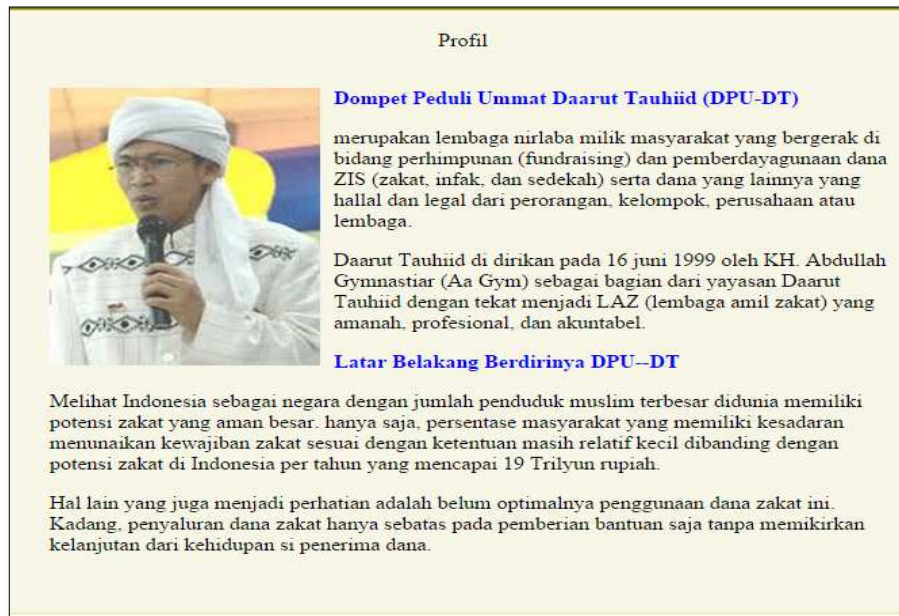 Profil
Dompet Peduli Ummat Daarut Tauhiid (DPU-DT)
merupakan lembaga nirlaba milik masyarakat yang bergerak di
bidang perhimpunan (fundraising) dan pemberdayagunaan dana
ZIS (zakat, infak, dan sedekah) serta dana yang lainnya yang
hallal dan legal dari perorangan, kelompok, perusahaan atau
lembaga.
Daarut Tauhiid di dirikan pada 16 juni 1999 oleh KH. Abdullah
Gymnastiar (Aa Gym) sebagai bagian dari yayasan Daarut
Tauhiid dengan tekat menjadi LAZ (lembaga amil zakat) yang
amanah, profesional, dan akuntabel.
Latar Belakang Berdirinya DPU--DT
Melihat Indonesia sebagai negara dengan jumlah penduduk muslim terbesar didunia memiliki
potensi zakat yang aman besar. hanya saja, persentase masyarakat yang memiliki kesadaran
menunaikan kewajiban zakat sesuai dengan ketentuan masih relatif kecil dibanding dengan
potensi zakat di Indonesia per tahun yang mencapai 19 Trilyun rupiah.
Hal lain yang juga menjadi perhatian adalah belum optimalnya penggunaan dana zakat ini.
Kadang, penyaluran dana zakat hanya sebatas pada pemberian bantuan saja tanpa memikirkan
kelanjutan dari kehidupan si penerima dana.